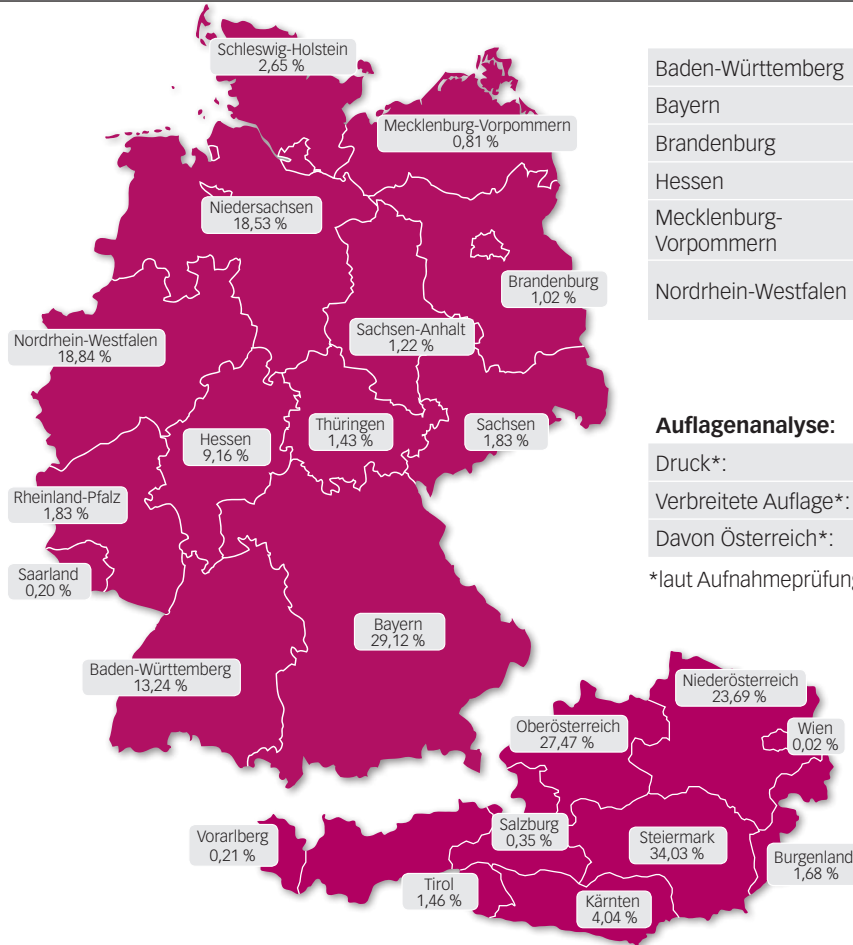 Schleswig-Holstein
2,65 %
Mecklenburg-Vorpommern
0,81 %
Niedersachsen
18,53 %
Brandenburg
1,02 %
Nordrhein-Westfalen
18,84 %
Sachsen-Anhalt
1,22 %
Hessen
9,16 %
Thüringen
1,43 %
Sachsen
1,83 %
Rheinland-Pfalz
1,83 %
Saarland
0,20 %
Bayern
29,12 %
Baden-Württemberg
13,24 %
Niederösterreich
23,69 %
Oberösterreich
27,47 %
Wien
0,02 %
Vorarlberg
0,21 %
Salzburg
0,35 %
Steiermark
34,03 %
Burgenland
1,68 %
Tirol
1,46 %
Kärnten
4,04 %
Baden-Württemberg
Bayern
Brandenburg
Hessen
Mecklenburg-
Vorpommern
Nordrhein-Westfalen
Auflagenanalyse:
Druck*:
Verbreitete Auflage*:
Davon Österreich*:
*laut Aufnahmeprüfung